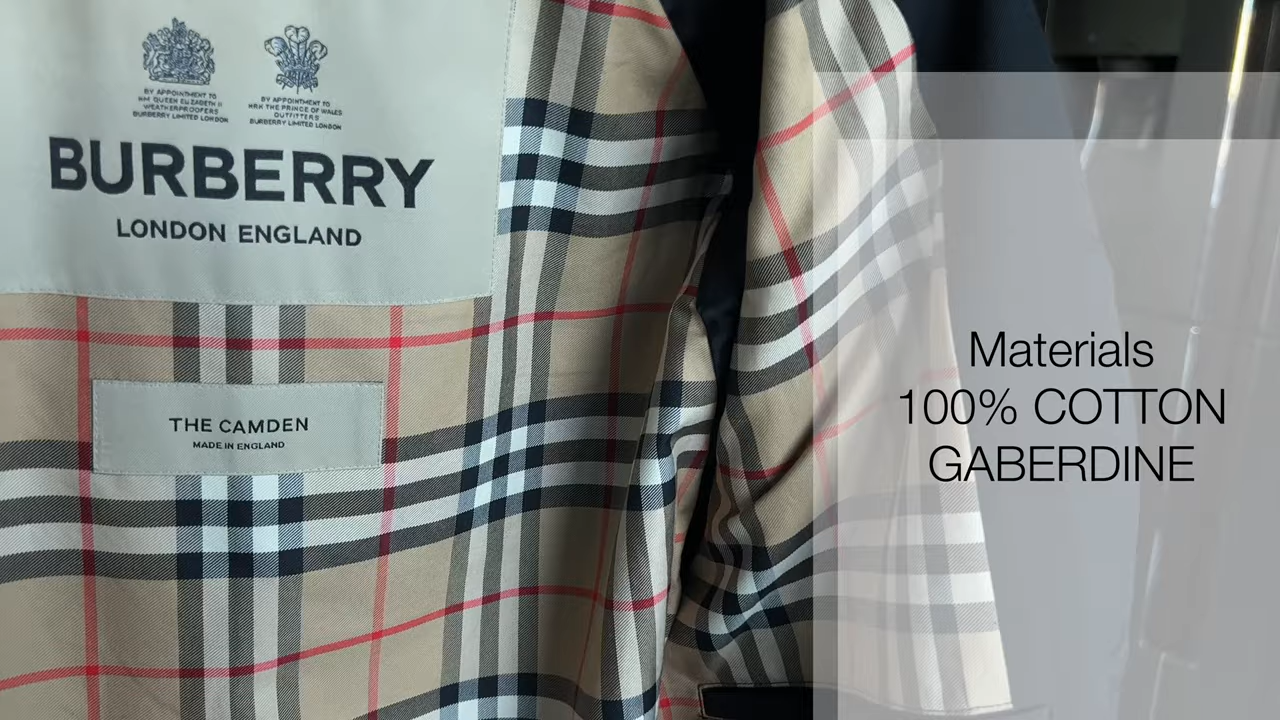 BY APPOINTMENT TO
HM QUEEN ELIZABETH II
WEATHERPROOFERS
BURBERRY LIMITED LONDON
BY APPOINTMENT TO
HRH THE PRINCE OF WALES
OUTFITTERS
BURBERRY LIMITED LONDON
BURBERRY
LONDON ENGLAND
THE CAMDEN
MADE IN ENGLAND
Materials
100% COTTON
GABERDINE